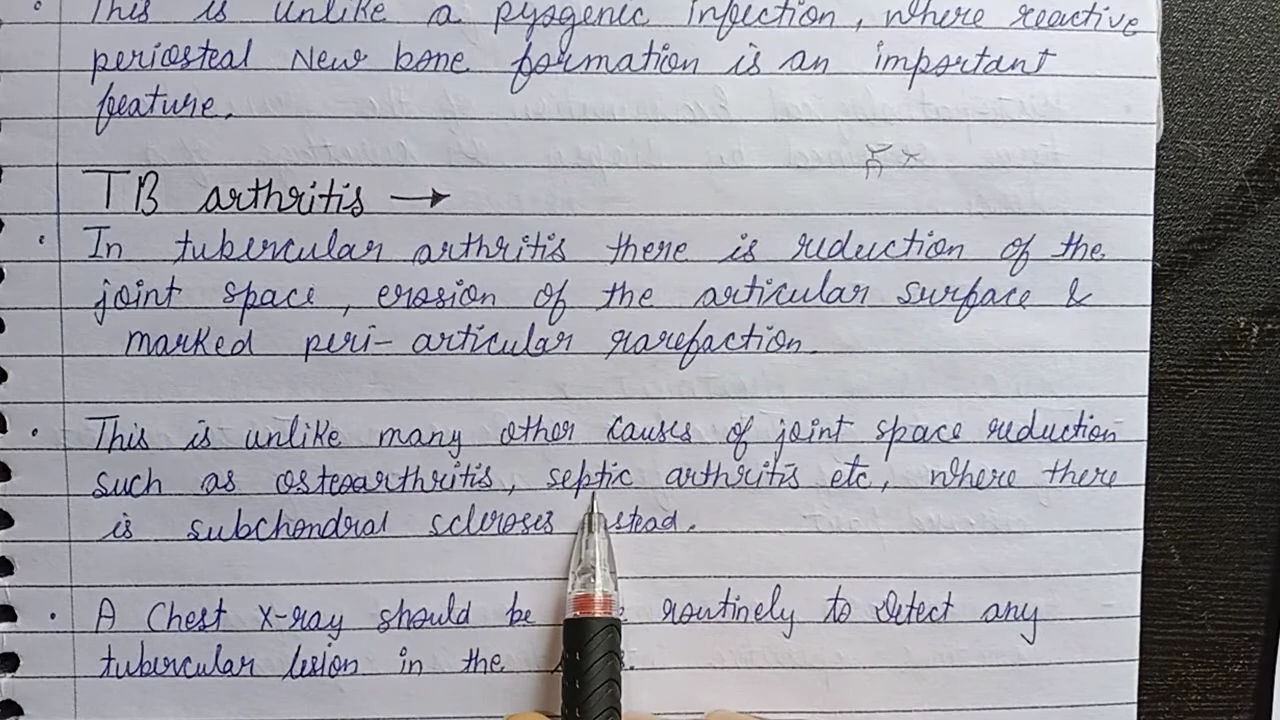 This is unlike a pyogenic infection, where reactive
periosteal New bone formation is an important
feature.
TB arthritis →
In tubercular arthritis there is reduction of the
joint space, erosion of the articular surface &
marked peri-articular rarefaction.
This is unlike many other causes of joint space reduction
such as osteoarthritis, septic arthritis etc, where there
is subchondral scleroses stead.
A Chest X-ray should be routinely to detect any
tubercular lesion in the